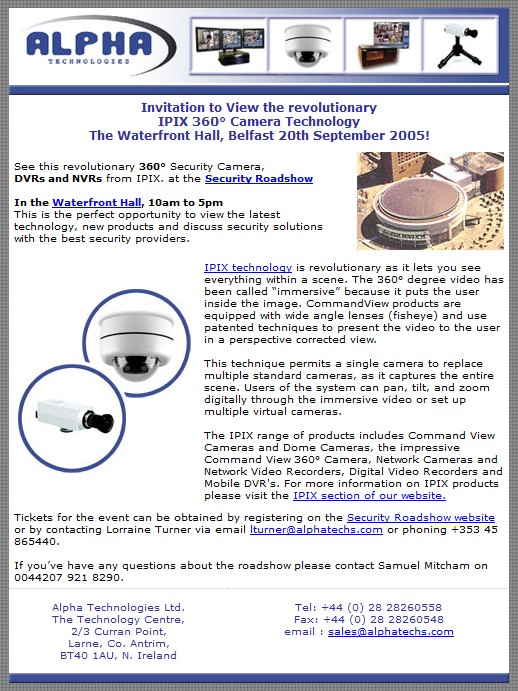 ALPHA
TECHNOLOGIES
Invitation to View the revolutionary
IPIX 360° Camera Technology
The Waterfront Hall, Belfast 20th September 2005!
See this revolutionary 360° Security Camera,
DVRs and NVRs from IPIX. at the Security Roadshow
In the Waterfront Hall, 10am to 5pm
This is the perfect opportunity to view the latest
technology, new products and discuss security solutions
with the best security providers.
IPIX technology is revolutionary as it lets you see
everything within a scene. The 360° degree video has
been called “immersive” because it puts the user
inside the image. CommandView products are
equipped with wide angle lenses (fisheye) and use
patented techniques to present the video to the user
in a perspective corrected view.
This technique permits a single camera to replace
multiple standard cameras, as it captures the entire
scene. Users of the system can pan, tilt, and zoom
digitally through the immersive video or set up
multiple virtual cameras.
The IPIX range of products includes Command View
Cameras and Dome Cameras, the impressive
Command View 360° Camera, Network Cameras and
Network Video Recorders, Digital Video Recorders and
Mobile DVR's. For more information on IPIX products
please visit the IPIX section of our website.
Tickets for the event can be obtained by registering on the Security Roadshow website
or by contacting Lorraine Turner via email lturner@alphatechs.com or phoning +353 45
865440.
If you’ve have any questions about the roadshow please contact Samuel Mitcham on
0044207 921 8290.
Alpha Technologies Ltd.
The Technology Centre,
2/3 Curran Point,
Larne, Co. Antrim,
BT40 1AU, N. Ireland
Tel: +44 (0) 28 28260558
Fax: +44 (0) 28 28260548
email : sales@alphatechs.com